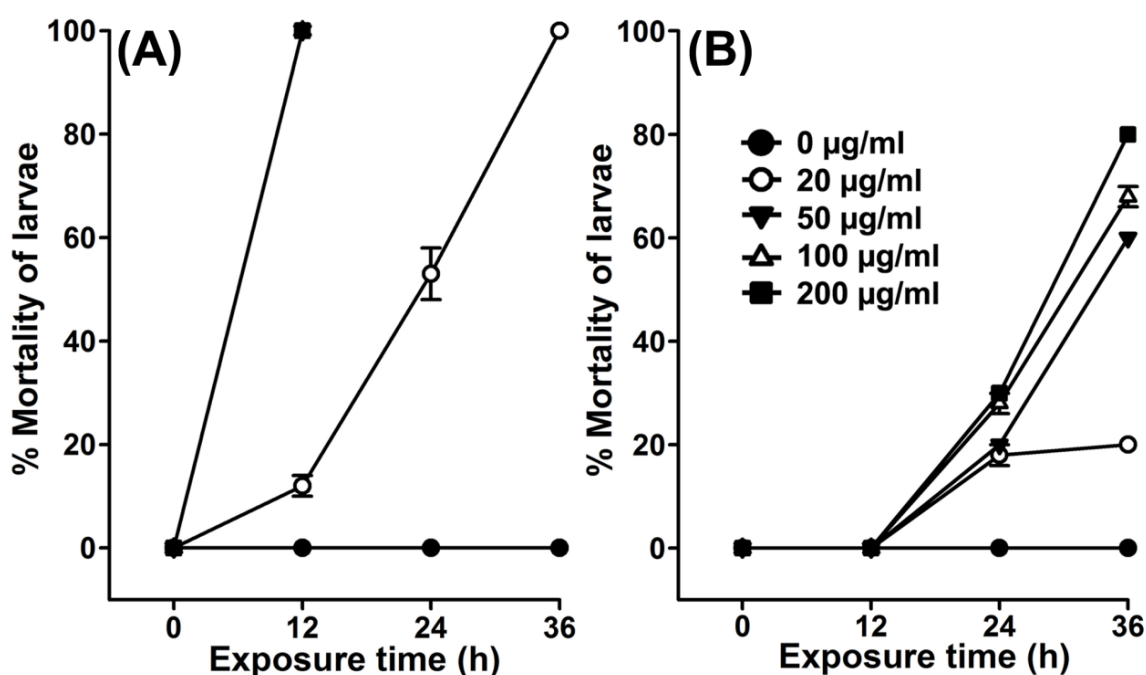 (A)
% Mortality of larvae
100
80
60
40
20
0
0 12 24 36
Exposure time (h)
(B)
% Mortality of larvae
100
80
60
40
20
0
0 µg/ml
20 µg/ml
50 µg/ml
100 µg/ml
200 µg/ml
0 12 24 36
Exposure time (h)